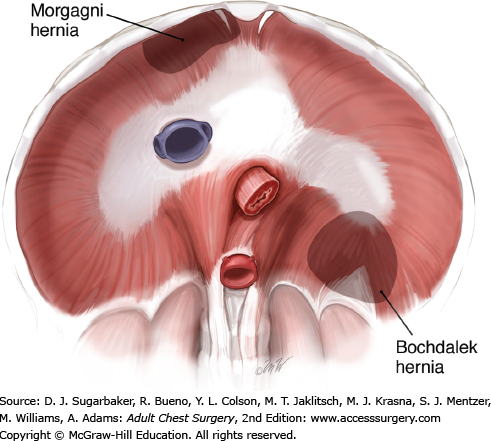 Morgagni
hernia
Bochdalek
hernia
Source: D. J. Sugarbaker, R. Bueno, Y. L. Colson, M. T. Jaklitsch, M. J. Krasna, S. J. Mentzer,
M. Williams, A. Adams: Adult Chest Surgery, 2nd Edition: www.accesssurgery.com
Copyright © McGraw-Hill Education. All rights reserved.